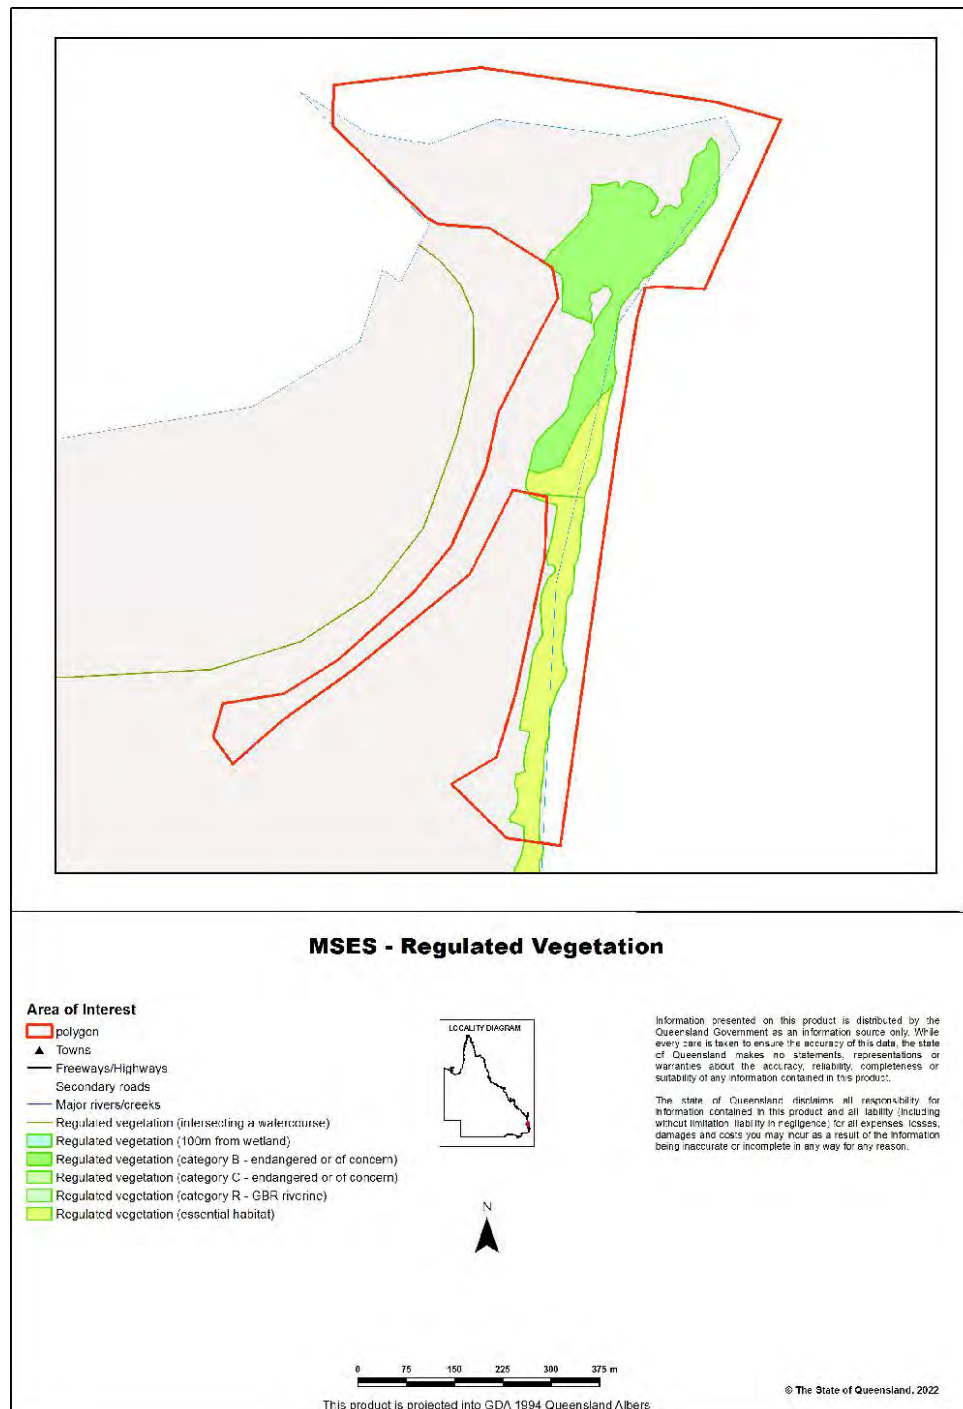 MSES - Regulated Vegetation
Area of Interest
polygon
Towns
Freeways/Highways
Secondary roads
Major rivers/creeks
Regulated vegetation (intersecting a watercourse)
Regulated vegetation (100m from wetland)
Regulated vegetation (category B - endangered or of concern)
Regulated vegetation (category C - endangered or of concern)
Regulated vegetation (category R - GBR riverine)
Regulated vegetation (essential habitat)
LOCALITY DIAGRAM
N
Information presented on this product is distributed by the
Queensland Government as an information source only. While
every care is taken to ensure the accuracy of this data, the state
of Queensland makes no statements, representations or
warranties about the accuracy, reliability, completeness or
suitability of any information contained in this product.
The state of Queensland disclaims all responsibility for
information contained in this product and all liability (including
without limitation, liability in negligence) for all expenses, losses,
damages and costs you may incur as a result of the information
being inaccurate or incomplete in any way for any reason.
0 75 150 225 300 375 m
This product is projected into GDA 1994 Queensland Albers
© The State of Queensland, 2022